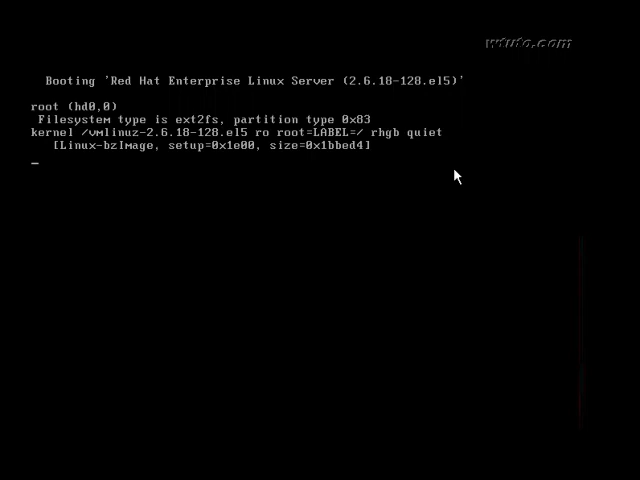 wtuto.com
Booting 'Red Hat Enterprise Linux Server (2.6.18-128.el5)'
root (hd0,0)
Filesystem type is ext2fs, partition type 0x83
kernel /vmlinuz-2.6.18-128.el5 ro root=LABEL=/ rhgb quiet
[Linux-bzImage, setup=0x1e00, size=0x1bbed4]